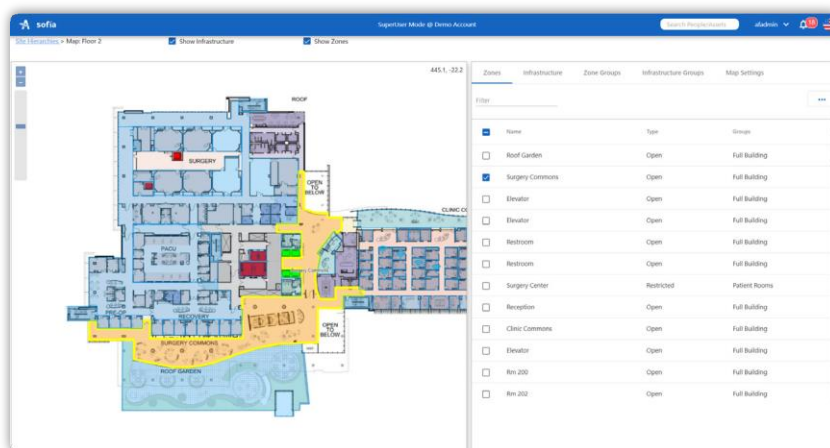 sofia
SuperUser Mode @ Demo Account
Search People/Assets
afadmin
18
Site Hierarchies > Map: Floor 2
Show Infrastructure
Show Zones
445.1, -22.2
ROOF
SURGERY
OPEN
TO
BELOW
CLINIC CO
PACU
Surgery Commons
PRE-OP
RECOVERY
OPEN
TO
BELOW
SURGERY COMMONS
ROOF GARDEN
Zones Infrastructure Zone Groups Infrastructure Groups Map Settings
Filter
Name Type Groups
Roof Garden Open Full Building
Surgery Commons Open Full Building
Elevator Open Full Building
Elevator Open Full Building
Restroom Open Full Building
Restroom Open Full Building
Surgery Center Restricted Patient Rooms
Reception Open Full Building
Clinic Commons Open Full Building
Elevator Open Full Building
Rm 200 Open Full Building
Rm 202 Open Full Building